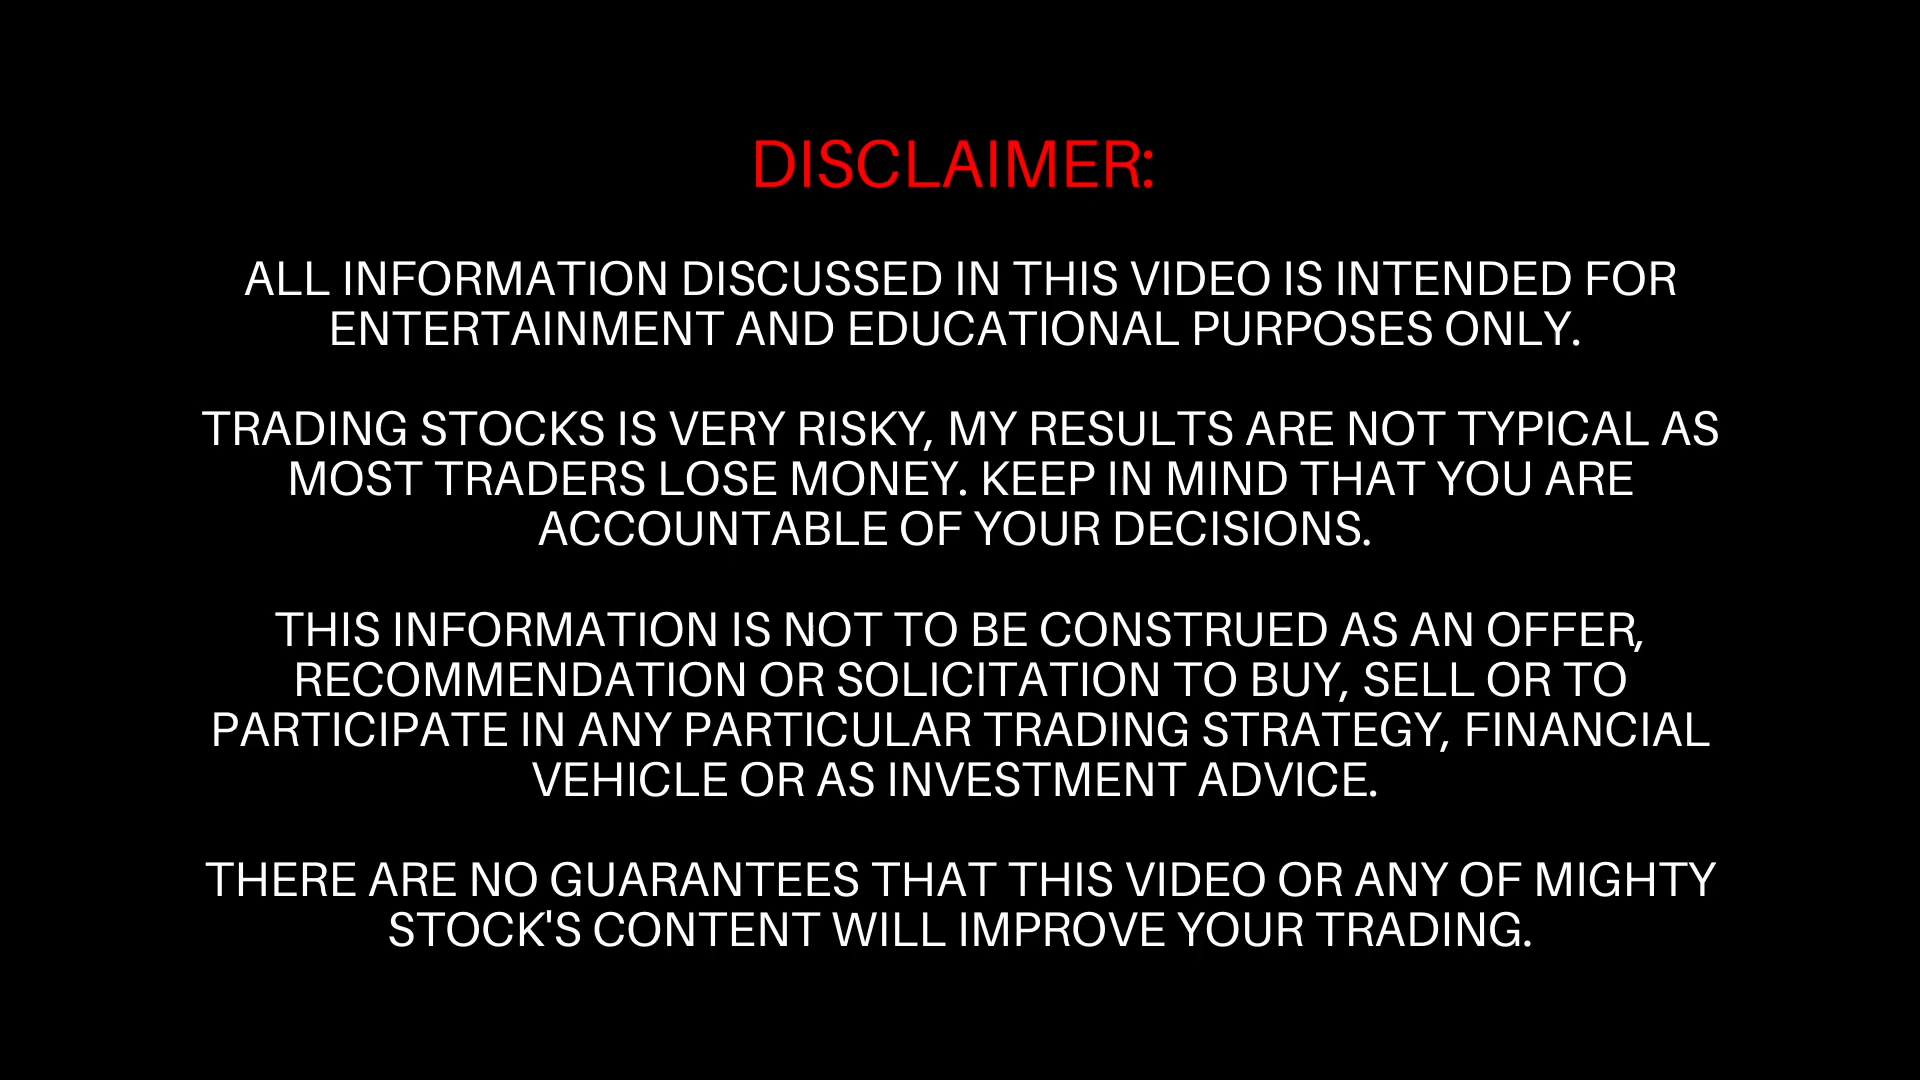 DISCLAIMER:
ALL INFORMATION DISCUSSED IN THIS VIDEO IS INTENDED FOR
ENTERTAINMENT AND EDUCATIONAL PURPOSES ONLY.
TRADING STOCKS IS VERY RISKY, MY RESULTS ARE NOT TYPICAL AS
MOST TRADERS LOSE MONEY. KEEP IN MIND THAT YOU ARE
ACCOUNTABLE OF YOUR DECISIONS.
THIS INFORMATION IS NOT TO BE CONSTRUED AS AN OFFER,
RECOMMENDATION OR SOLICITATION TO BUY, SELL OR TO
PARTICIPATE IN ANY PARTICULAR TRADING STRATEGY, FINANCIAL
VEHICLE OR AS INVESTMENT ADVICE.
THERE ARE NO GUARANTEES THAT THIS VIDEO OR ANY OF MIGHTY
STOCK'S CONTENT WILL IMPROVE YOUR TRADING.